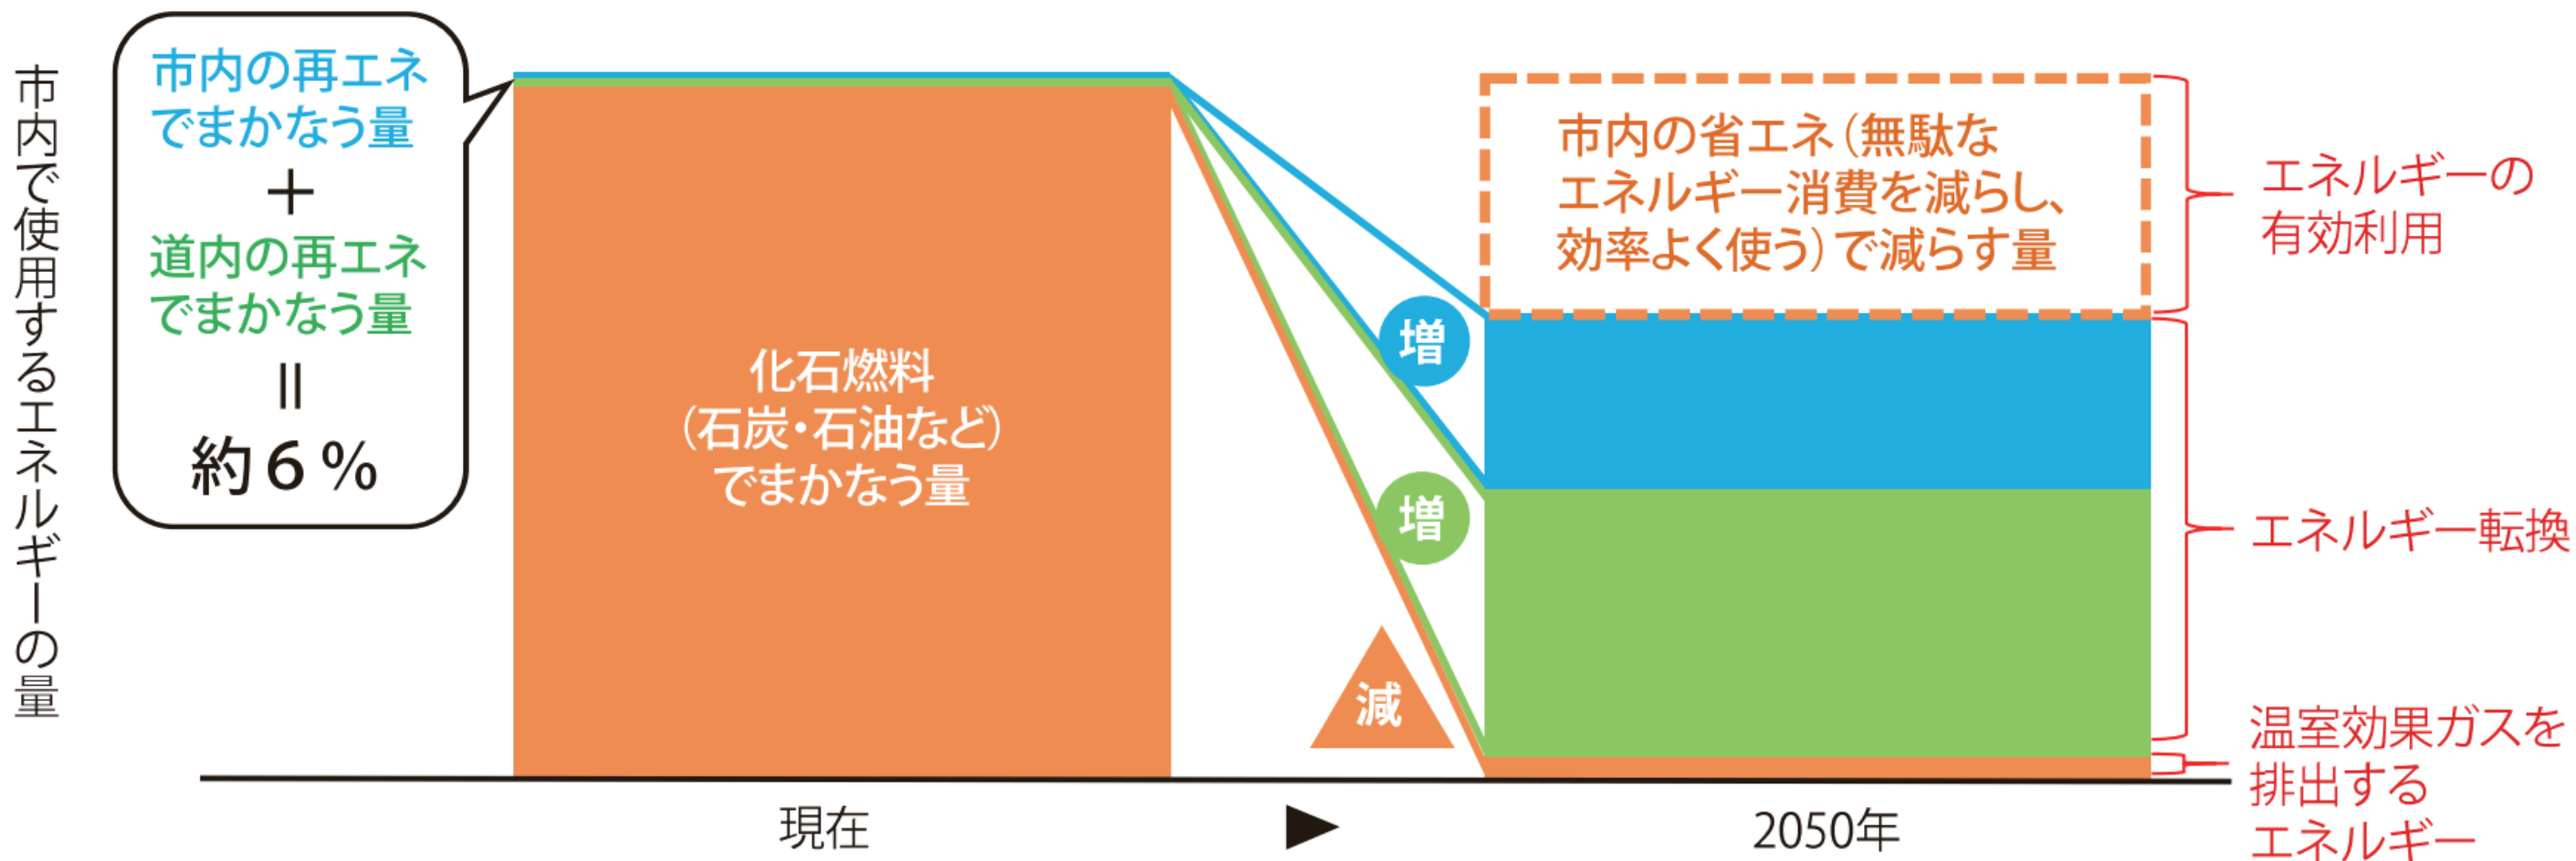 市内で使用するエネルギーの量
市内の再エネ
でまかなう量
＋
道内の再エネ
でまかなう量
＝
約6％
化石燃料
（石炭・石油など）
でまかなう量
増
増
減
市内の省エネ（無駄な
エネルギー消費を減らし、
効率よく使う）で減らす量
エネルギーの
有効利用
エネルギー転換
温室効果ガスを
排出する
エネルギー
現在
▶
2050年